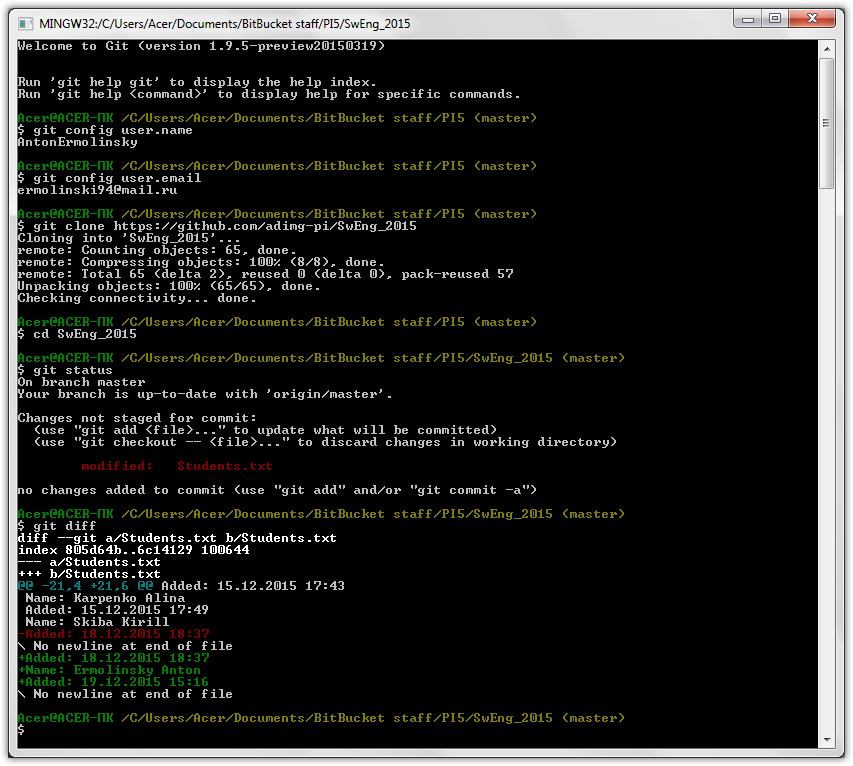 MINGW32:/C/Users/Acer/Documents/BitBucket staff/PI5/SwEng_2015
Welcome to Git (version 1.9.5-preview20150319)
Run 'git help git' to display the help index.
Run 'git help <command>' to display help for specific commands.
Acer@ACER-ПК /C/Users/Acer/Documents/BitBucket staff/PI5 (master)
$ git config user.name
AntonErmolinsky
Acer@ACER-ПК /C/Users/Acer/Documents/BitBucket staff/PI5 (master)
$ git config user.email
ermolinski94@mail.ru
Acer@ACER-ПК /C/Users/Acer/Documents/BitBucket staff/PI5 (master)
$ git clone https://github.com/adimg-pi/SwEng_2015
Cloning into 'SwEng_2015'...
remote: Counting objects: 65, done.
remote: Compressing objects: 100% (8/8), done.
remote: Total 65 (delta 2), reused 0 (delta 0), pack-reused 57
Unpacking objects: 100% (65/65), done.
Checking connectivity... done.
Acer@ACER-ПК /C/Users/Acer/Documents/BitBucket staff/PI5 (master)
$ cd SwEng_2015
Acer@ACER-ПК /C/Users/Acer/Documents/BitBucket staff/PI5/SwEng_2015 (master)
$ git status
On branch master
Your branch is up-to-date with 'origin/master'.
Changes not staged for commit:
  (use "git add <file>..." to update what will be committed)
  (use "git checkout -- <file>..." to discard changes in working directory)
        modified:   Students.txt
no changes added to commit (use "git add" and/or "git commit -a")
Acer@ACER-ПК /C/Users/Acer/Documents/BitBucket staff/PI5/SwEng_2015 (master)
$ git diff
diff --git a/Students.txt b/Students.txt
index 805d64b..6c14129 100644
--- a/Students.txt
+++ b/Students.txt
@@ -21,4 +21,6 @@ Added: 15.12.2015 17:43
 Name: Karpenko Alina
 Added: 15.12.2015 17:49
 Name: Skiba Kirill
-Added: 18.12.2015 18:37
\ No newline at end of file
+Added: 18.12.2015 18:37
+Name: Ermolinsky Anton
+Added: 19.12.2015 15:16
\ No newline at end of file
Acer@ACER-ПК /C/Users/Acer/Documents/BitBucket staff/PI5/SwEng_2015 (master)
$